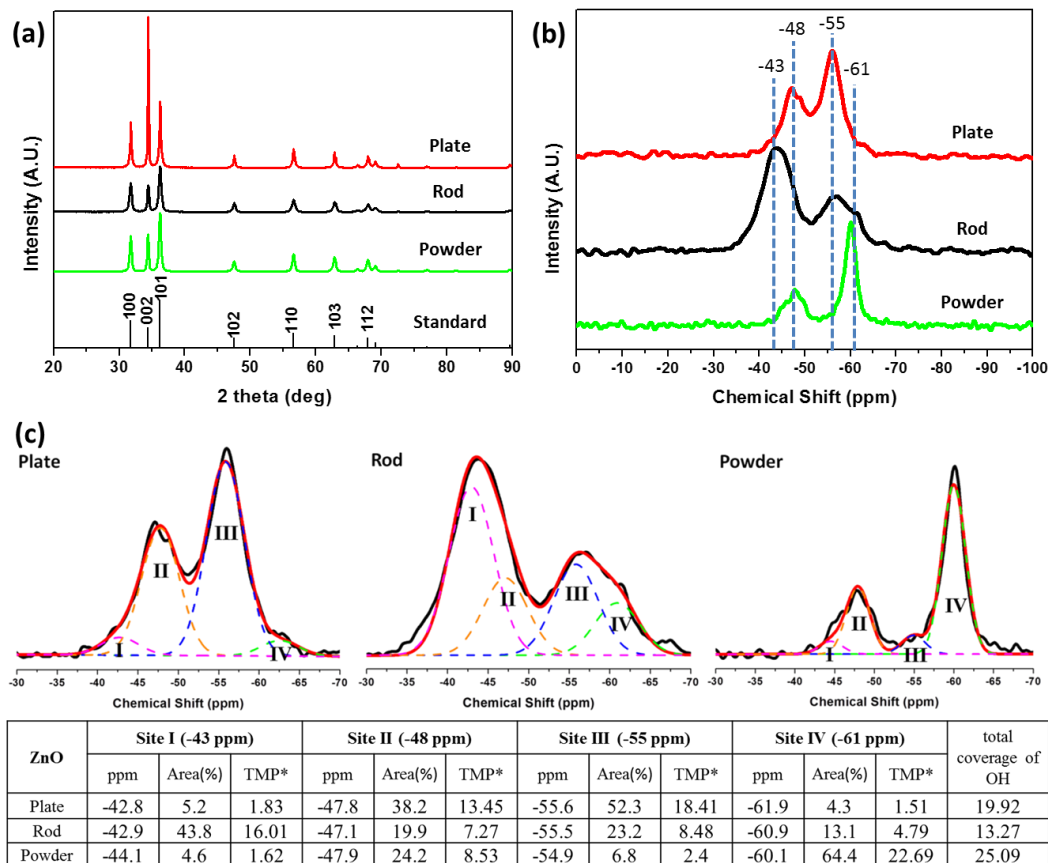 (a)
Intensity (A.U.)
Plate
Rod
Powder
Standard
100
002
101
102
110
103
112
20 30 40 50 60 70 80 90
2 theta (deg)
(b)
Intensity (A.U.)
-43
-48
-55
-61
Plate
Rod
Powder
0 -10 -20 -30 -40 -50 -60 -70 -80 -90 -100
Chemical Shift (ppm)
(c)
Plate
I
II
III
IV
-30 -35 -40 -45 -50 -55 -60 -65 -70
Chemical Shift (ppm)
Rod
I
II
III
IV
-30 -35 -40 -45 -50 -55 -60 -65 -70
Chemical Shift (ppm)
Powder
I
II
III
IV
-30 -35 -40 -45 -50 -55 -60 -65 -70
Chemical Shift (ppm)
ZnO Site I (-43 ppm) Site II (-48 ppm) Site III (-55 ppm) Site IV (-61 ppm) total coverage of OH
ppm Area(%) TMP* ppm Area(%) TMP* ppm Area(%) TMP* ppm Area(%) TMP*
Plate -42.8 5.2 1.83 -47.8 38.2 13.45 -55.6 52.3 18.41 -61.9 4.3 1.51 19.92
Rod -42.9 43.8 16.01 -47.1 19.9 7.27 -55.5 23.2 8.48 -60.9 13.1 4.79 13.27
Powder -44.1 4.6 1.62 -47.9 24.2 8.53 -54.9 6.8 2.4 -60.1 64.4 22.69 25.09